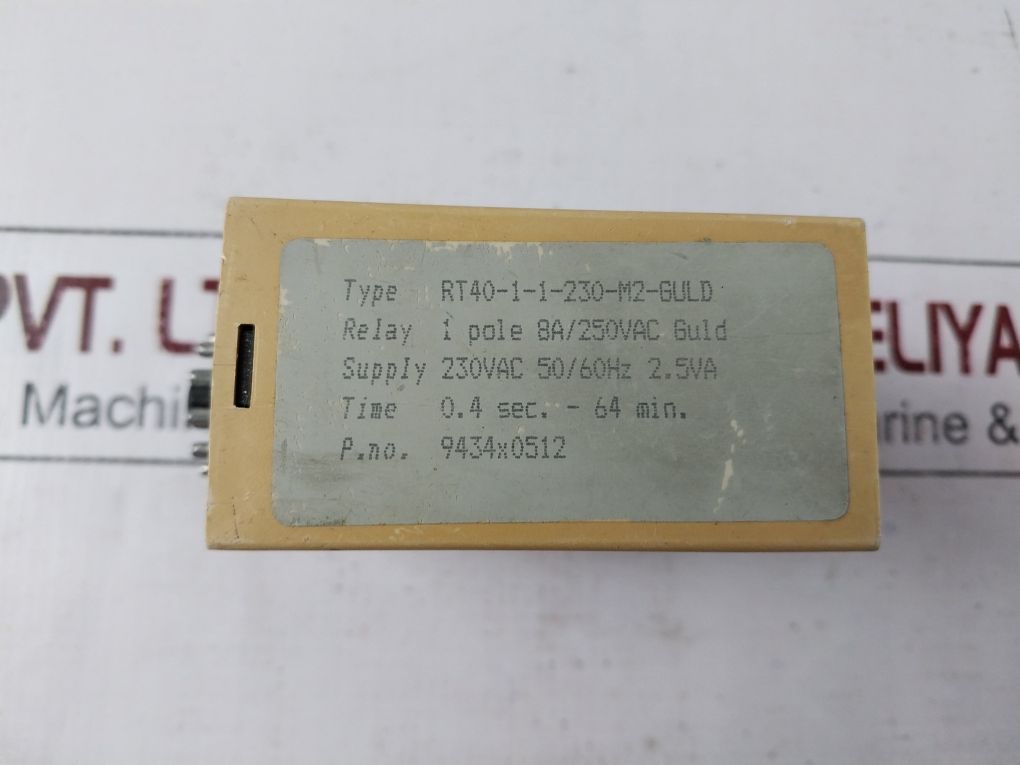 PVT. LT
ELIYA
Machi
rine &
Type RT40-1-1-230-M2-GULD
Relay 1 pole 8A/250VAC Guld
Supply 230VAC 50/60Hz 2.5VA
Time 0.4 sec. - 64 min.
P.no. 9434x0512